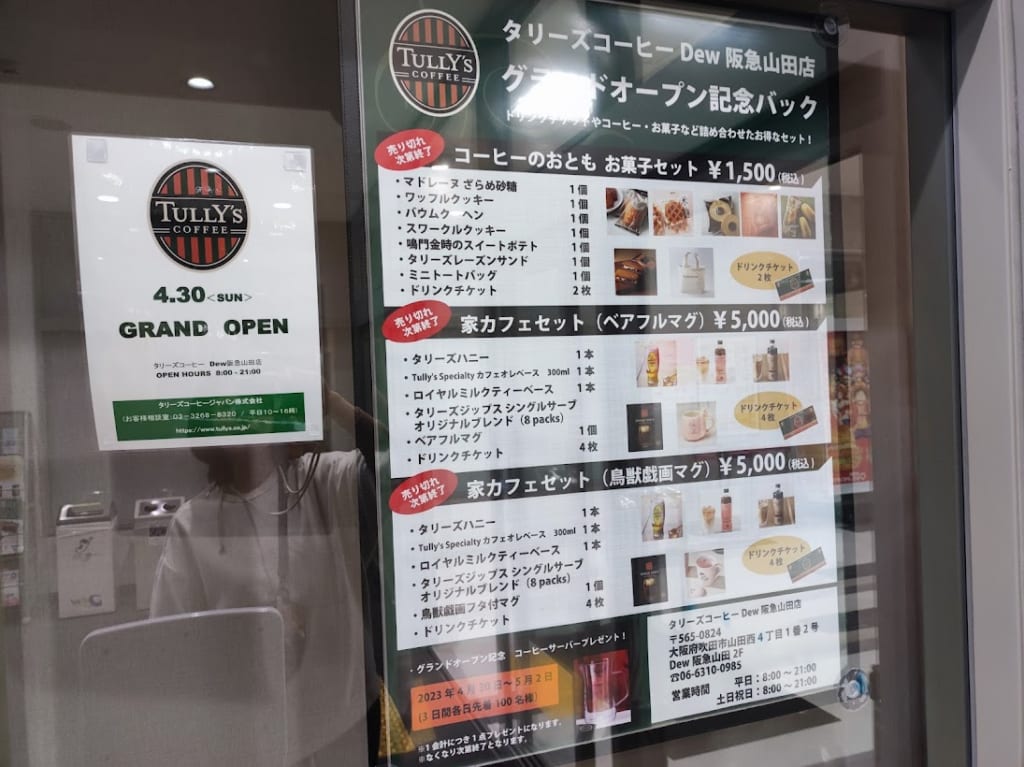 TULLY'S
COFFEE
4.30<SUN>
GRAND OPEN
タリーズコーヒー Dew阪急山田店
OPEN HOURS 8:00 - 21:00
タリーズコーヒージャパン株式会社
(お客様相談室:03-3268-8320 / 平日10~16時)
https://www.tullys.co.jp/
TULLY'S
COFFEE
タリーズコーヒー Dew 阪急山田店
グランドオープン記念パック
ドリンクチケットやコーヒー・お菓子など詰め合わせたお得なセット!
売り切れ
次第終了
コーヒーのおとも お菓子セット ¥1,500(税込)
・マドレーヌ ざらめ砂糖 1個
・ワッフルクッキー 1個
・バウムクーヘン 1個
・スワークルクッキー 1個
・鳴門金時のスイートポテト 1個
・タリーズレーズンサンド 1個
・ミニトートバッグ 1個
・ドリンクチケット 2枚
ドリンクチケット
2枚
売り切れ
次第終了
家カフェセット(ベアフルマグ)¥5,000(税込)
・タリーズハニー 1本
・Tully's Specialty カフェオレベース 300ml 1本
・ロイヤルミルクティーベース 1本
・タリーズジップス シングルサーブ
オリジナルブレンド(8 packs)
・ベアフルマグ 1個
・ドリンクチケット 4枚
ドリンクチケット
4枚
売り切れ
次第終了
家カフェセット(鳥獣戯画マグ)¥5,000(税込)
・タリーズハニー 1本
・Tully's Specialty カフェオレベース 300ml 1本
・ロイヤルミルクティーベース 1本
・タリーズジップス シングルサーブ
オリジナルブレンド(8 packs)
・鳥獣戯画フタ付マグ 1個
・ドリンクチケット 4枚
ドリンクチケット
4枚
・グランドオープン記念 コーヒーサーバープレゼント!
2023年4月30日~5月2日
(3日間各日先着100名様)
※1会計につき1点プレゼントになります。
※なくなり次第終了となります。
タリーズコーヒー Dew 阪急山田店
〒565-0824
大阪府吹田市山田西4丁目1番2号
Dew 阪急山田 2F
☎06-6310-0985
営業時間 平日:8:00~21:00
土日祝日:8:00~21:00